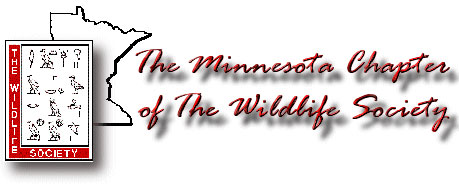 THE WILDLIFE
SOCIETY
The Minnesota Chapter
of The Wildlife Society